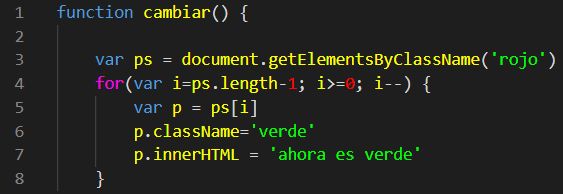 1 function cambiar() {
2
3 var ps = document.getElementsByClassName('rojo')
4 for(var i=ps.length-1; i>=0; i--) {
5 var p = ps[i]
6 p.className='verde'
7 p.innerHTML = 'ahora es verde'
8 }